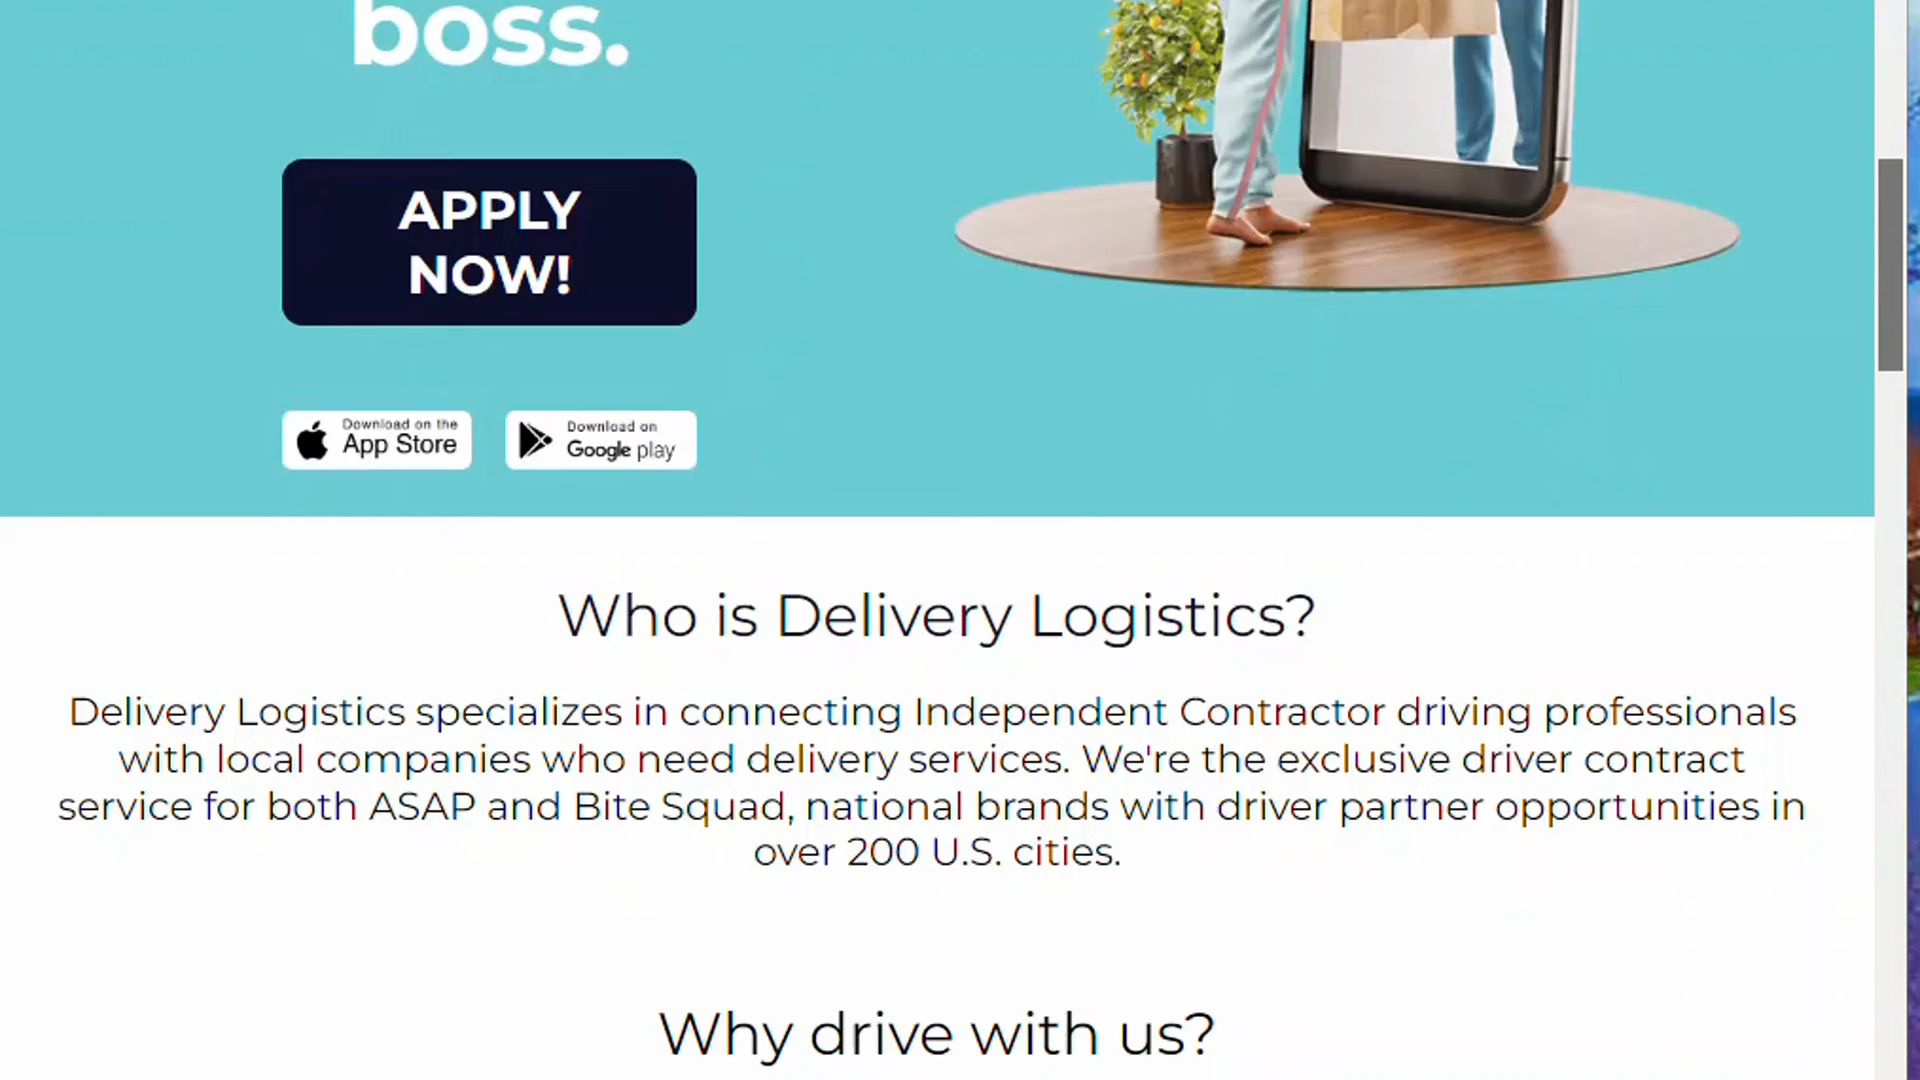 boss.
APPLY
NOW!
Download on the
App Store
Download on
Google play
Who is Delivery Logistics?
Delivery Logistics specializes in connecting Independent Contractor driving professionals
with local companies who need delivery services. We're the exclusive driver contract
service for both ASAP and Bite Squad, national brands with driver partner opportunities in
over 200 U.S. cities.
Why drive with us?